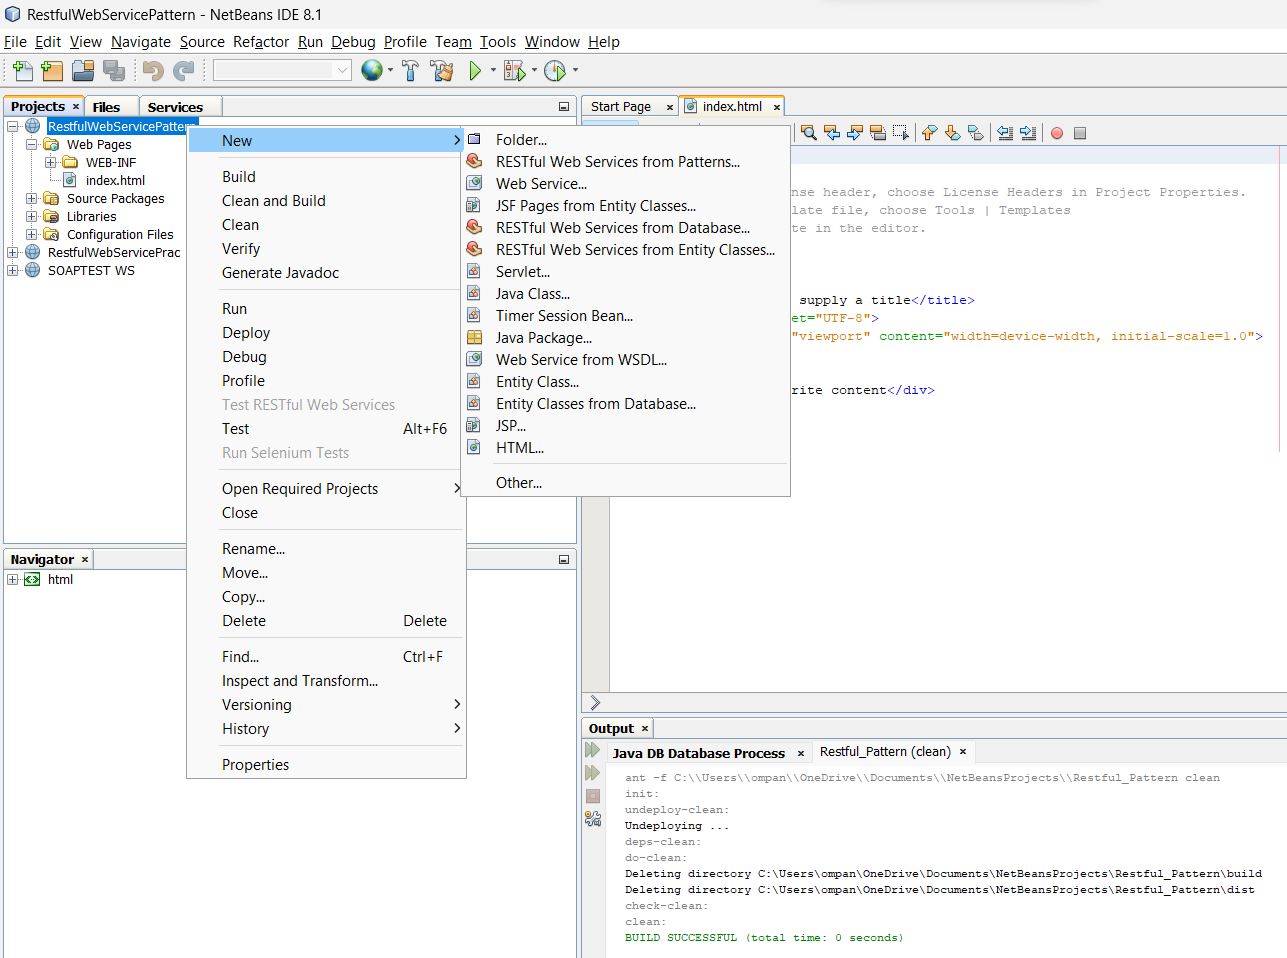 RestfulWebServicePattern - NetBeans IDE 8.1
File Edit View Navigate Source Refactor Run Debug Profile Team Tools Window Help
Projects × Files Services
Start Page × index.html ×
RestfulWebServicePattern
Web Pages
WEB-INF
index.html
Source Packages
Libraries
Configuration Files
RestfulWebServicePrac
SOAPTEST WS
New
Build
Clean and Build
Clean
Verify
Generate Javadoc
Run
Deploy
Debug
Profile
Test RESTful Web Services
Test Alt+F6
Run Selenium Tests
Open Required Projects
Close
Rename...
Move...
Copy...
Delete Delete
Find... Ctrl+F
Inspect and Transform...
Versioning
History
Properties
Folder...
RESTful Web Services from Patterns...
Web Service...
JSF Pages from Entity Classes...
RESTful Web Services from Database...
RESTful Web Services from Entity Classes...
Servlet...
Java Class...
Timer Session Bean...
Java Package...
Web Service from WSDL...
Entity Class...
Entity Classes from Database...
JSP...
HTML...
Other...
nse header, choose License Headers in Project Properties.
late file, choose Tools | Templates
te in the editor.
supply a title</title>
et="UTF-8">
"viewport" content="width=device-width, initial-scale=1.0">
rite content</div>
Navigator ×
html
Output ×
Java DB Database Process × Restful_Pattern (clean) ×
ant -f C:\\Users\\ompan\\OneDrive\\Documents\\NetBeansProjects\\Restful_Pattern clean
init:
undeploy-clean:
Undeploying ...
deps-clean:
do-clean:
Deleting directory C:\Users\ompan\OneDrive\Documents\NetBeansProjects\Restful_Pattern\build
Deleting directory C:\Users\ompan\OneDrive\Documents\NetBeansProjects\Restful_Pattern\dist
check-clean:
clean:
BUILD SUCCESSFUL (total time: 0 seconds)